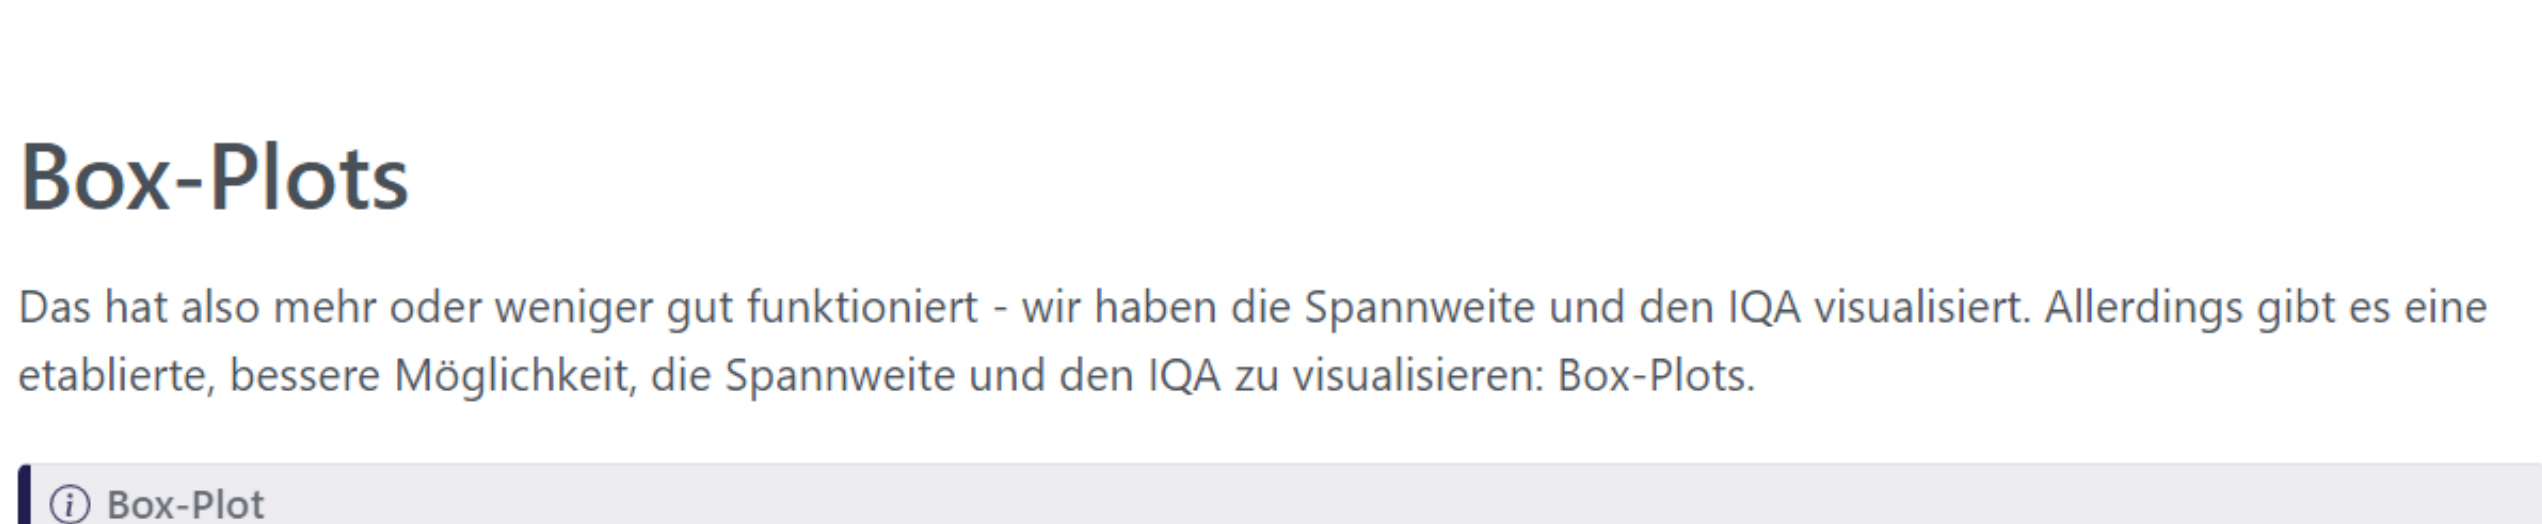 Box-Plots
Das hat also mehr oder weniger gut funktioniert - wir haben die Spannweite und den IQA visualisiert. Allerdings gibt es eine
etablierte, bessere Möglichkeit, die Spannweite und den IQA zu visualisieren: Box-Plots.
Box-Plot